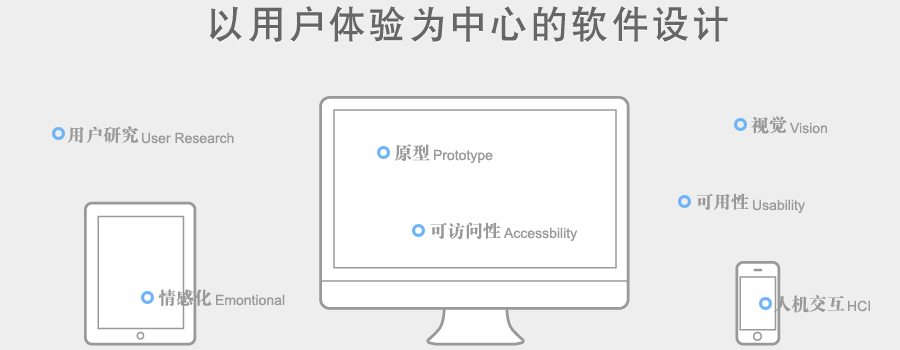 以用户体验为中心的软件设计
视觉 Vision
用户研究 User Research
原型 Prototype
可用性 Usability
可访问性 Accessbility
情感化 Emontional
人机交互 HCI